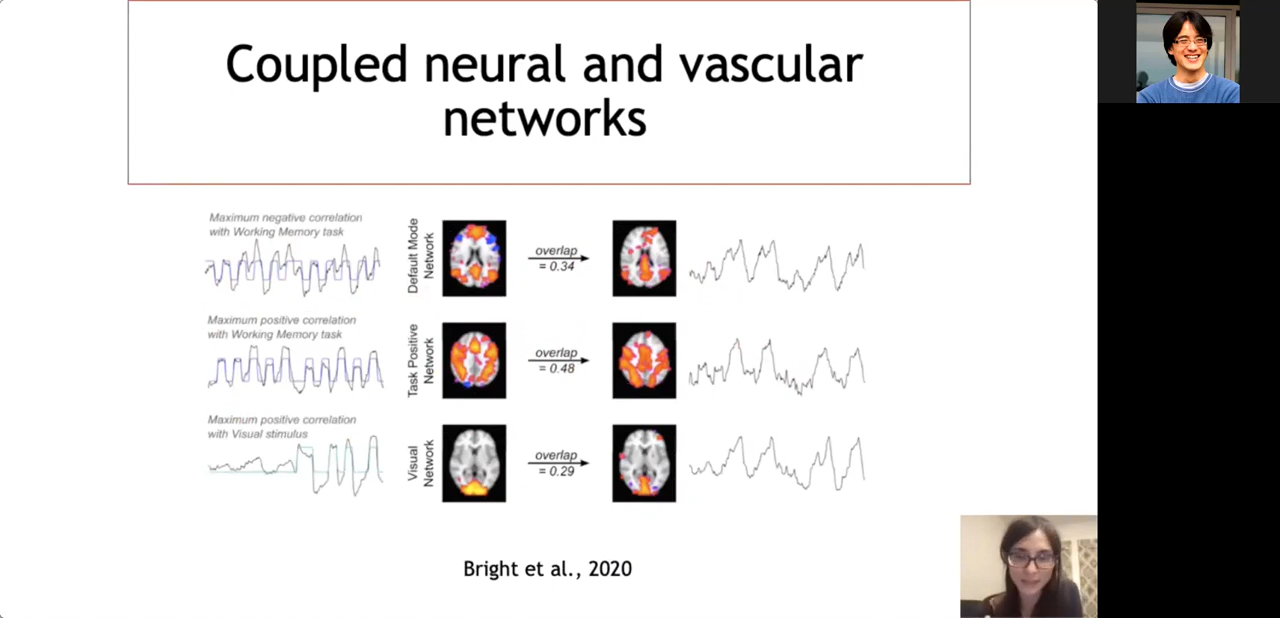 Coupled neural and vascular
networks
Maximum negative correlation
with Working Memory task
Default Mode
Network
overlap
= 0.34
Maximum positive correlation
with Working Memory task
Task Positive
Network
overlap
= 0.48
Maximum positive correlation
with Visual stimulus
Visual
Network
overlap
= 0.29
Bright et al., 2020